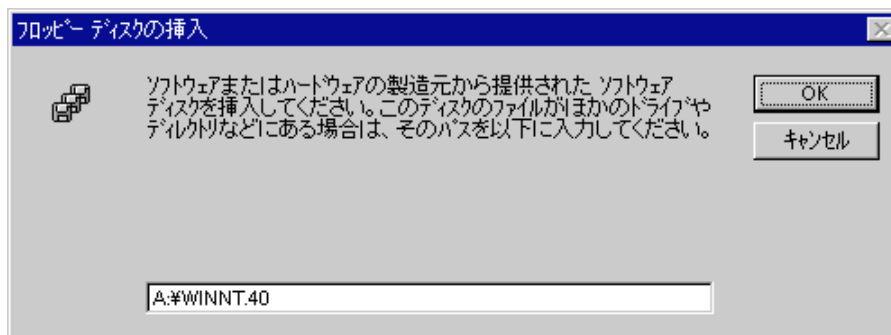 フロッピー ディスクの挿入
ソフトウェアまたはハードウェアの製造元から提供された ソフトウェア
ディスクを挿入してください。このディスクのファイルがほかのドライブや
ディレクトリなどにある場合は、そのパスを以下に入力してください。
OK
キャンセル
A:¥WINNT.40